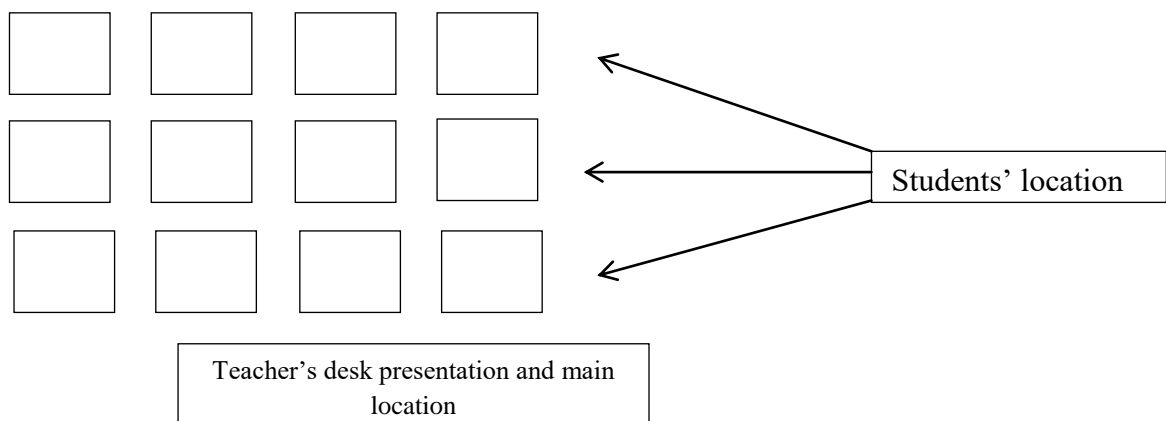 Students’ location
Teacher’s desk presentation and main
location